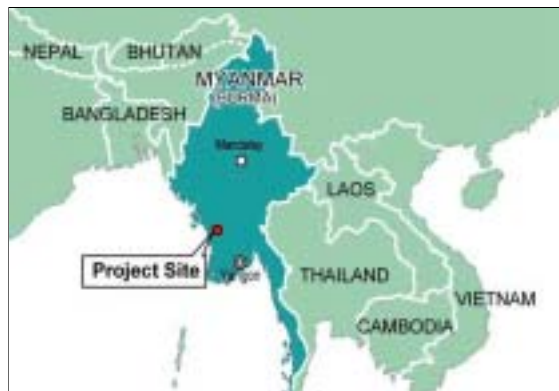 NEPAL
BHUTAN
MYANMAR
(BURMA)
BANGLADESH
Mandalay
LAOS
Project Site
Yangon
THAILAND
VIETNAM
CAMBODIA